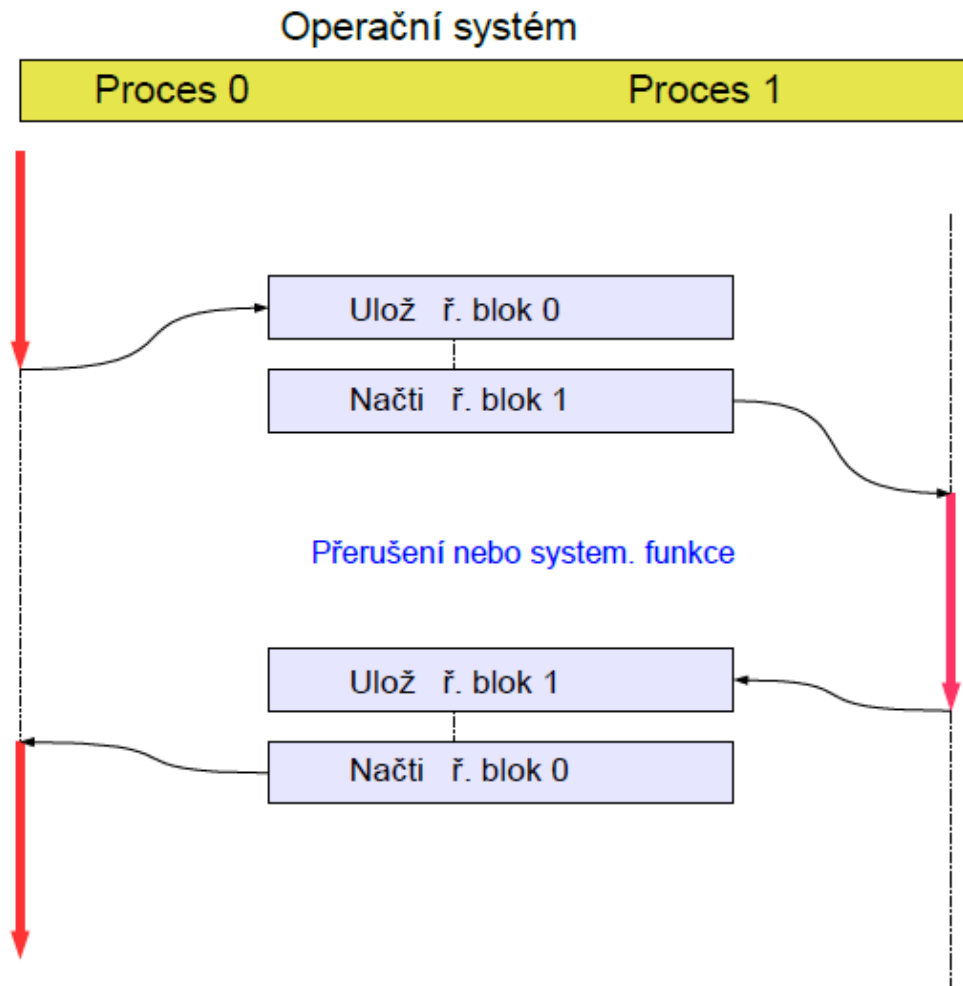 Operační systém
Proces 0 Proces 1
Ulož ř. blok 0
Načti ř. blok 1
Přerušení nebo system. funkce
Ulož ř. blok 1
Načti ř. blok 0